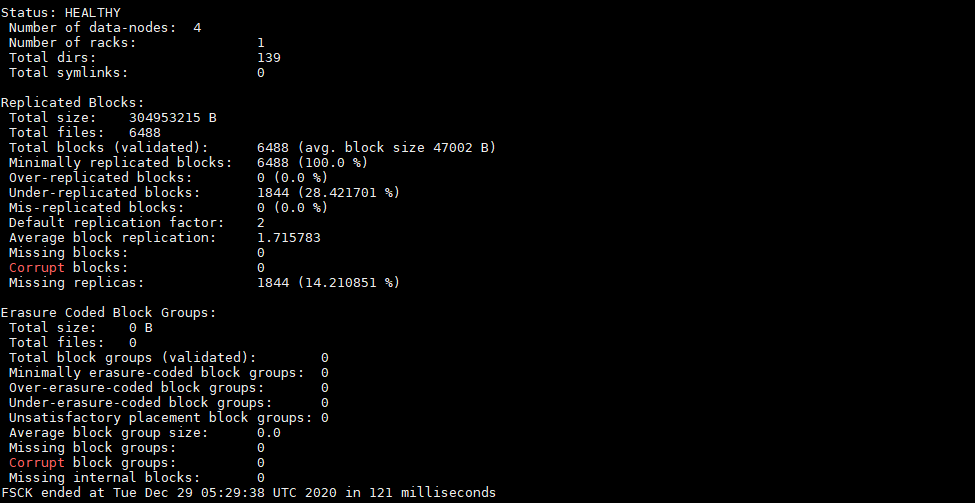 Status: HEALTHY
 Number of data-nodes:  4
 Number of racks:               1
 Total dirs:                    139
 Total symlinks:                0

Replicated Blocks:
 Total size:    304953215 B
 Total files:   6488
 Total blocks (validated):      6488 (avg. block size 47002 B)
 Minimally replicated blocks:   6488 (100.0 %)
 Over-replicated blocks:        0 (0.0 %)
 Under-replicated blocks:       1844 (28.421701 %)
 Mis-replicated blocks:         0 (0.0 %)
 Default replication factor:    2
 Average block replication:     1.715783
 Missing blocks:                0
 Corrupt blocks:                0
 Missing replicas:              1844 (14.210851 %)

Erasure Coded Block Groups:
 Total size:    0 B
 Total files:   0
 Total block groups (validated):        0
 Minimally erasure-coded block groups:  0
 Over-erasure-coded block groups:       0
 Under-erasure-coded block groups:      0
 Unsatisfactory placement block groups: 0
 Average block group size:      0.0
 Missing block groups:          0
 Corrupt block groups:          0
 Missing internal blocks:       0
FSCK ended at Tue Dec 29 05:29:38 UTC 2020 in 121 milliseconds